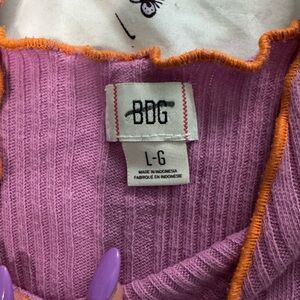 BDG
L-G
MADE IN INDONESIA
FABRIQUÉ EN INDONÉSIE